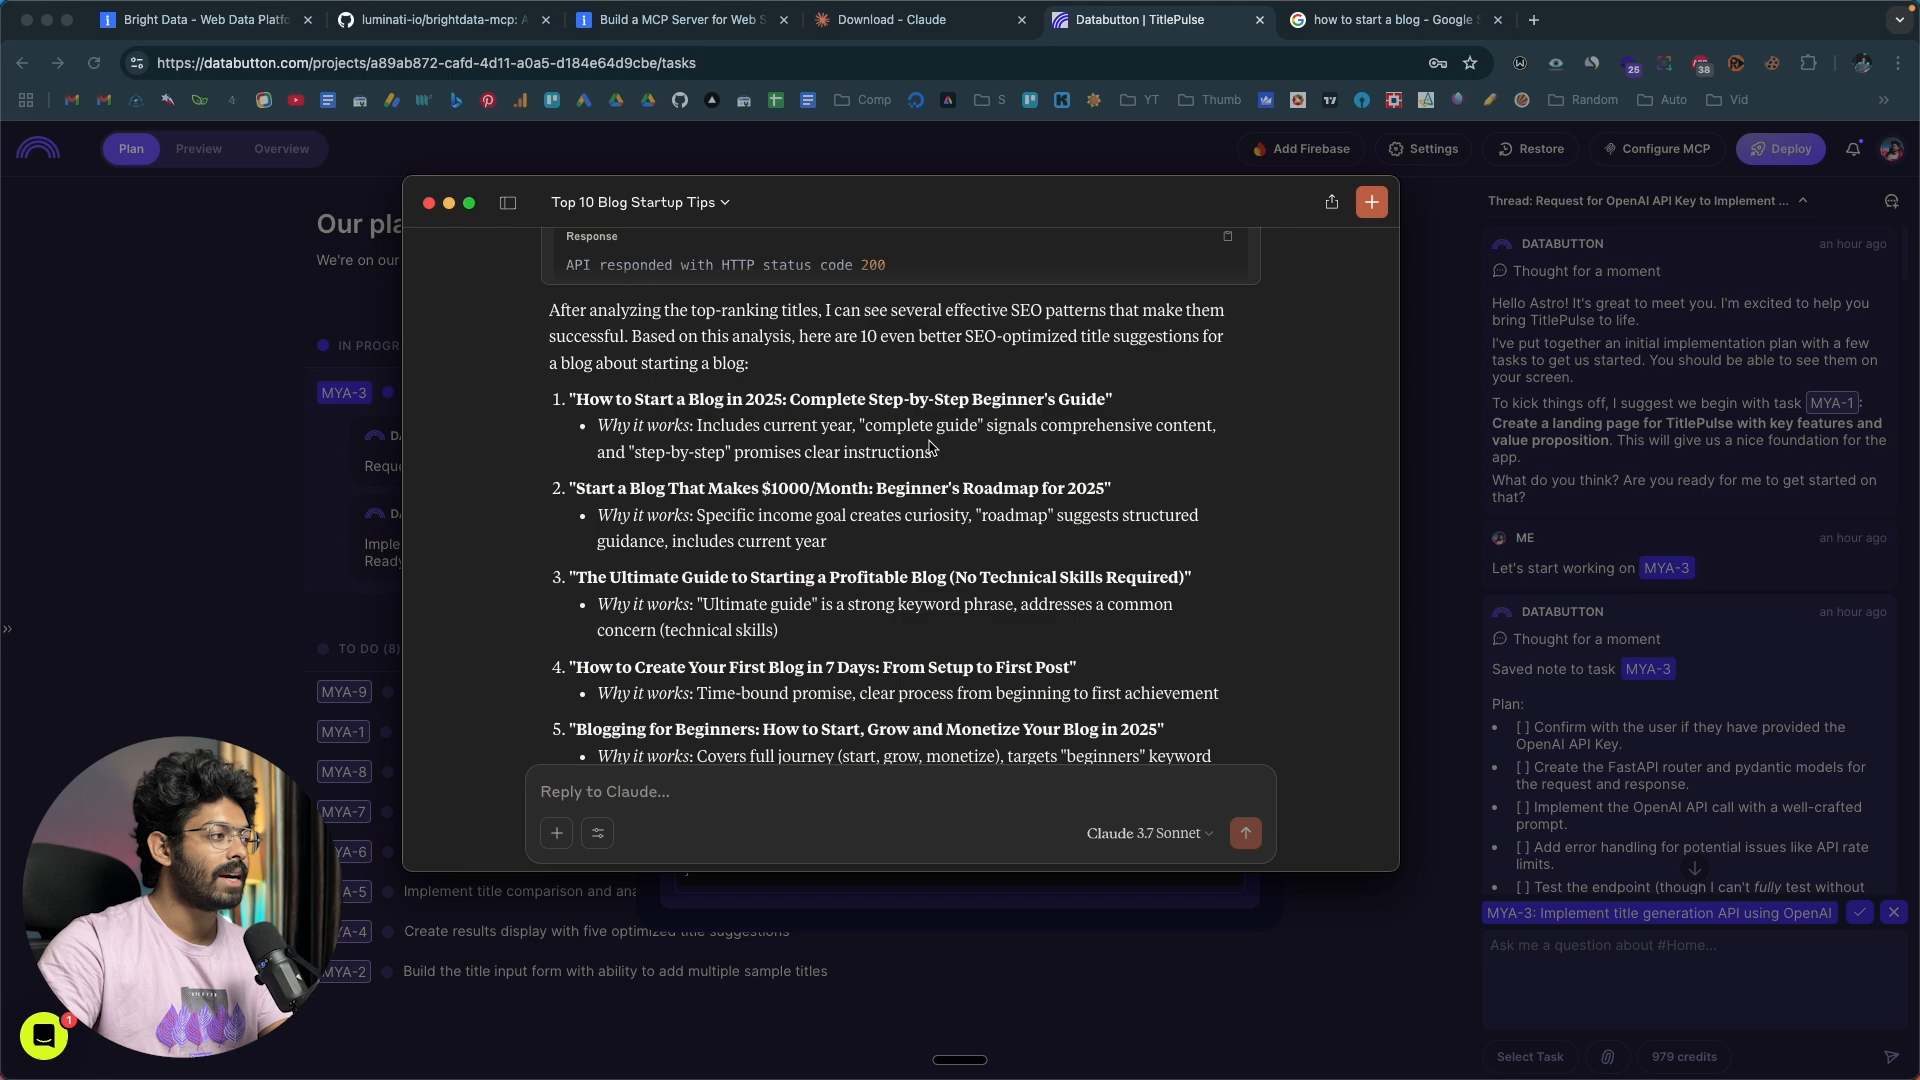 Bright Data - Web Data Platfo
luminati-io/brightdata-mcp: A
Build a MCP Server for Web S
Download - Claude
Databutton | TitlePulse
how to start a blog - Google S
https://databutton.com/projects/a89ab872-cafd-4d11-a0a5-d184e64d9cbe/tasks
25
38
Comp
S
YT
Thumb
Random
Auto
Vid
Plan
Preview
Overview
Add Firebase
Settings
Restore
Configure MCP
Deploy
Our pla
We're on our
IN PROGR
MYA-3
Reque
Imple
Ready
TO DO (8)
MYA-9
MYA-1
MYA-8
MYA-7
YA-6
A-5
Implement title comparison and ana
YA-4
Create results display with five optimized title suggestions
MYA-2
Build the title input form with ability to add multiple sample titles
1
Top 10 Blog Startup Tips
Response
API responded with HTTP status code 200
After analyzing the top-ranking titles, I can see several effective SEO patterns that make them
successful. Based on this analysis, here are 10 even better SEO-optimized title suggestions for
a blog about starting a blog:
1. "How to Start a Blog in 2025: Complete Step-by-Step Beginner's Guide"
• Why it works: Includes current year, "complete guide" signals comprehensive content,
and "step-by-step" promises clear instructions
2. "Start a Blog That Makes $1000/Month: Beginner's Roadmap for 2025"
• Why it works: Specific income goal creates curiosity, "roadmap" suggests structured
guidance, includes current year
3. "The Ultimate Guide to Starting a Profitable Blog (No Technical Skills Required)"
• Why it works: "Ultimate guide" is a strong keyword phrase, addresses a common
concern (technical skills)
4. "How to Create Your First Blog in 7 Days: From Setup to First Post"
• Why it works: Time-bound promise, clear process from beginning to first achievement
5. "Blogging for Beginners: How to Start, Grow and Monetize Your Blog in 2025"
• Why it works: Covers full journey (start, grow, monetize), targets "beginners" keyword
Reply to Claude...
Claude 3.7 Sonnet
Thread: Request for OpenAI API Key to Implement ...
DATABUTTON
an hour ago
Thought for a moment
Hello Astro! It's great to meet you. I'm excited to help you
bring TitlePulse to life.
I've put together an initial implementation plan with a few
tasks to get us started. You should be able to see them on
your screen.
To kick things off, I suggest we begin with task MYA-1:
Create a landing page for TitlePulse with key features and
value proposition. This will give us a nice foundation for the
app.
What do you think? Are you ready for me to get started on
that?
ME
an hour ago
Let's start working on MYA-3
DATABUTTON
an hour ago
Thought for a moment
Saved note to task MYA-3
Plan:
• [ ] Confirm with the user if they have provided the
OpenAI API Key.
• [ ] Create the FastAPI router and pydantic models for
the request and response.
• [ ] Implement the OpenAI API call with a well-crafted
prompt.
• [ ] Add error handling for potential issues like API rate
limits.
• [ ] Test the endpoint (though I can't fully test without
MYA-3: Implement title generation API using OpenAI
Ask me a question about #Home...
Select Task
979 credits